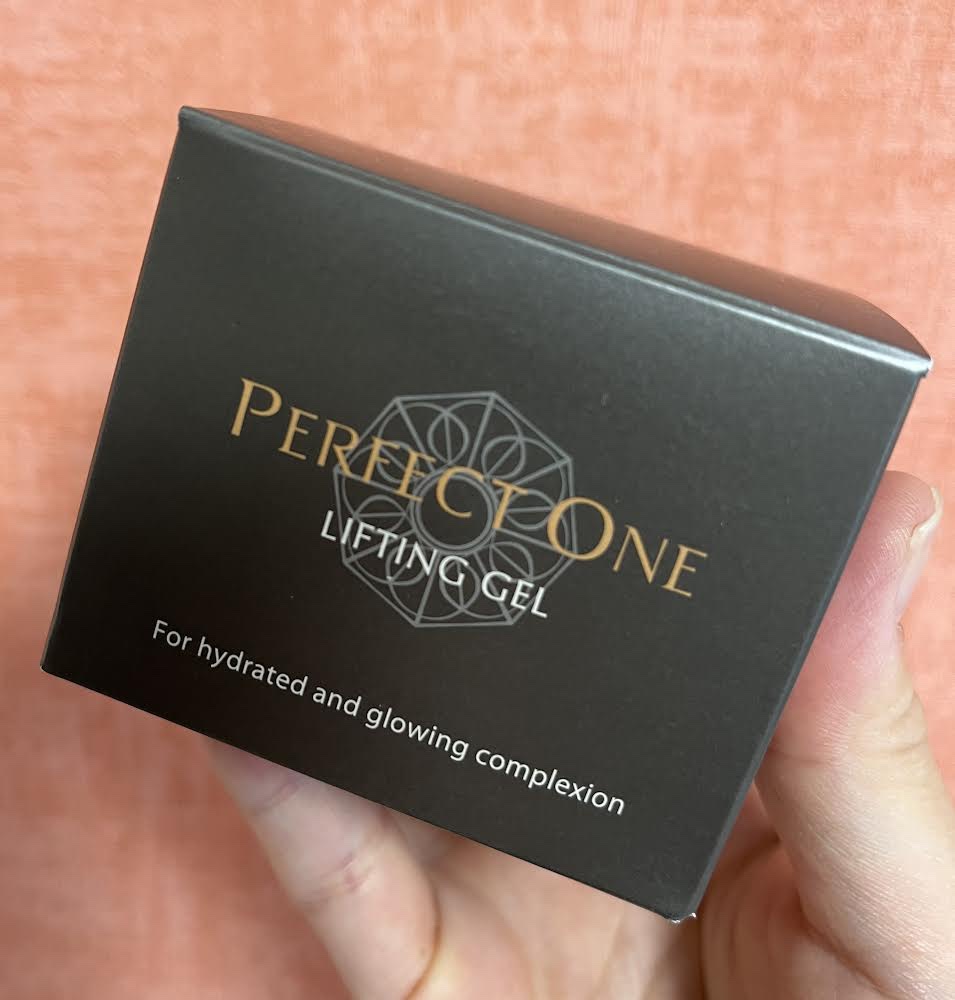 PERFECT ONE
LIFTING GEL
For hydrated and glowing complexion